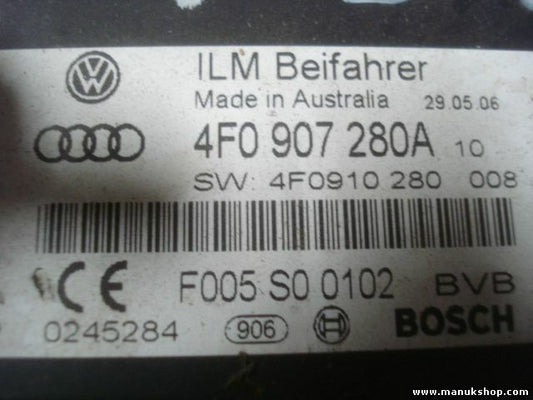 ILM Beifahrer
Made in Australia 29.05.06
4F0 907 280A 10
SW: 4F0910 280 008
CE F005 S0 0102 BVB
0245284 906 BOSCH
www.manukshop.com